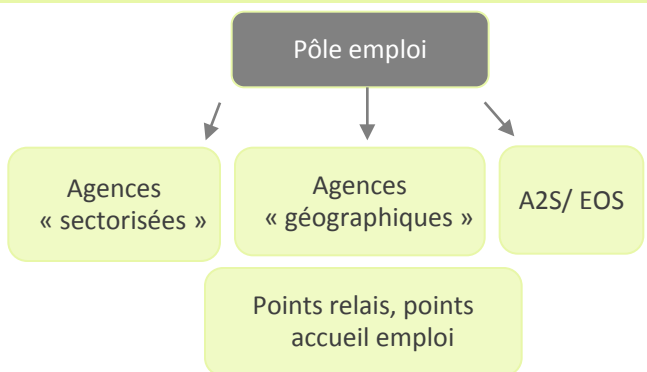 Pôle emploi
Agences
« sectorisées »
Agences
« géographiques »
A2S/ EOS
Points relais, points
accueil emploi